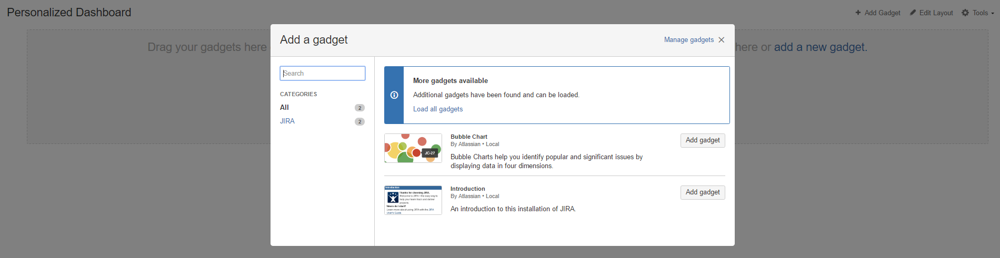 Personalized Dashboard
Add Gadget
Edit Layout
Tools
Drag your gadgets here
here or add a new gadget.
Add a gadget
Manage gadgets
Search
CATEGORIES
All 2
JIRA 2
More gadgets available
Additional gadgets have been found and can be loaded.
Load all gadgets
JC-27
Bubble Chart
By Atlassian • Local
Bubble Charts help you identify popular and significant issues by
displaying data in four dimensions.
Add gadget
Introduction
Thanks for choosing JIRA.
Welcome to JIRA—the easy way to
help your team track and deliver
projects.
Where do I start?
Learn more about using JIRA with the JIRA
User's Guide
Introduction
By Atlassian • Local
An introduction to this installation of JIRA.
Add gadget